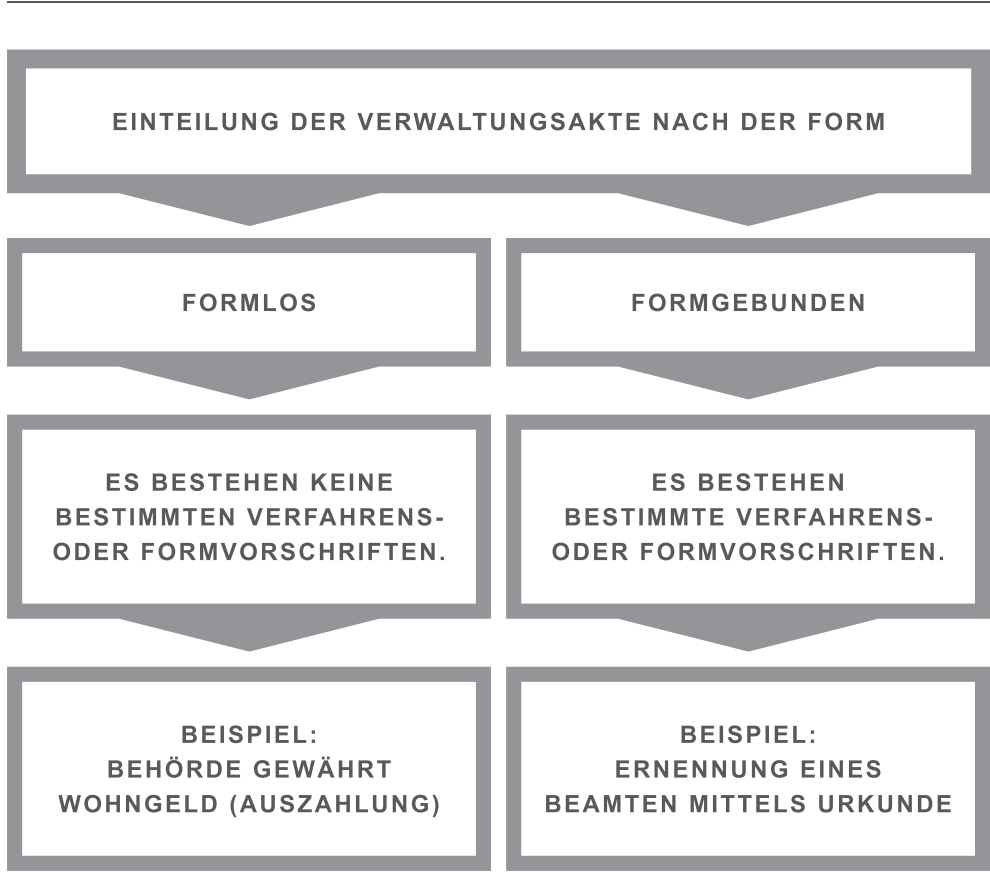 EINTEILUNG DER VERWALTUNGSAKTE NACH DER FORM
FORMLOS
FORMGEBUNDEN
ES BESTEHEN KEINE
BESTIMMTEN VERFAHRENS-
ODER FORMVORSCHRIFTEN.
ES BESTEHEN
BESTIMMTE VERFAHRENS-
ODER FORMVORSCHRIFTEN.
BEISPIEL:
BEHÖRDE GEWÄHRT
WOHNGELD (AUSZAHLUNG)
BEISPIEL:
ERNENNUNG EINES
BEAMTEN MITTELS URKUNDE